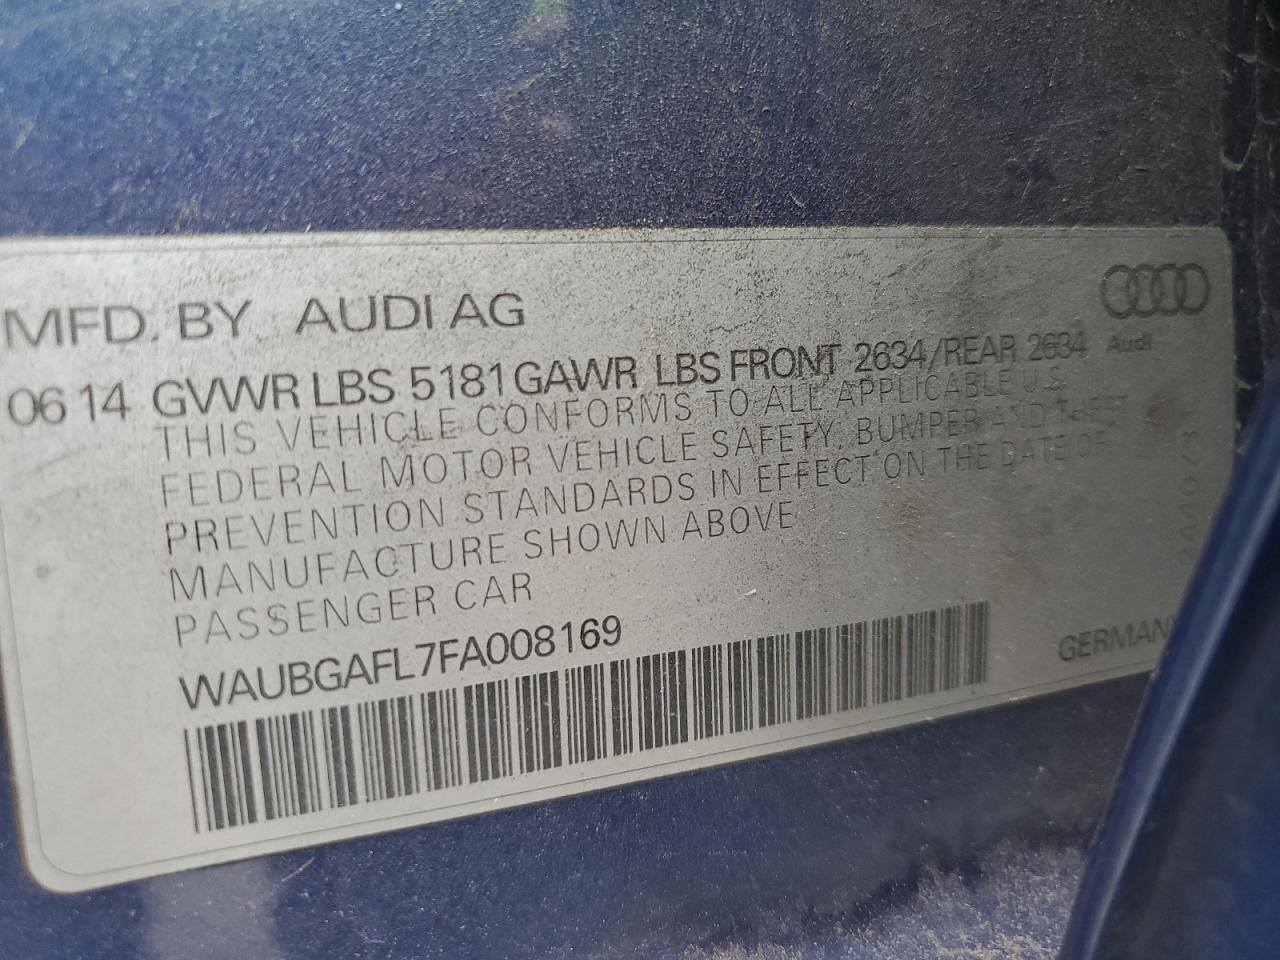 MFD. BY AUDI AG
Audi
06 14 GVWR LBS 5181 GAWR LBS FRONT 2634/REAR 2634
THIS VEHICLE CONFORMS TO ALL APPLICABLE U.S.
FEDERAL MOTOR VEHICLE SAFETY, BUMPER AND THEFT
PREVENTION STANDARDS IN EFFECT ON THE DATE OF
MANUFACTURE SHOWN ABOVE
PASSENGER CAR
WAUBGAFL7FA008169
GERMANY